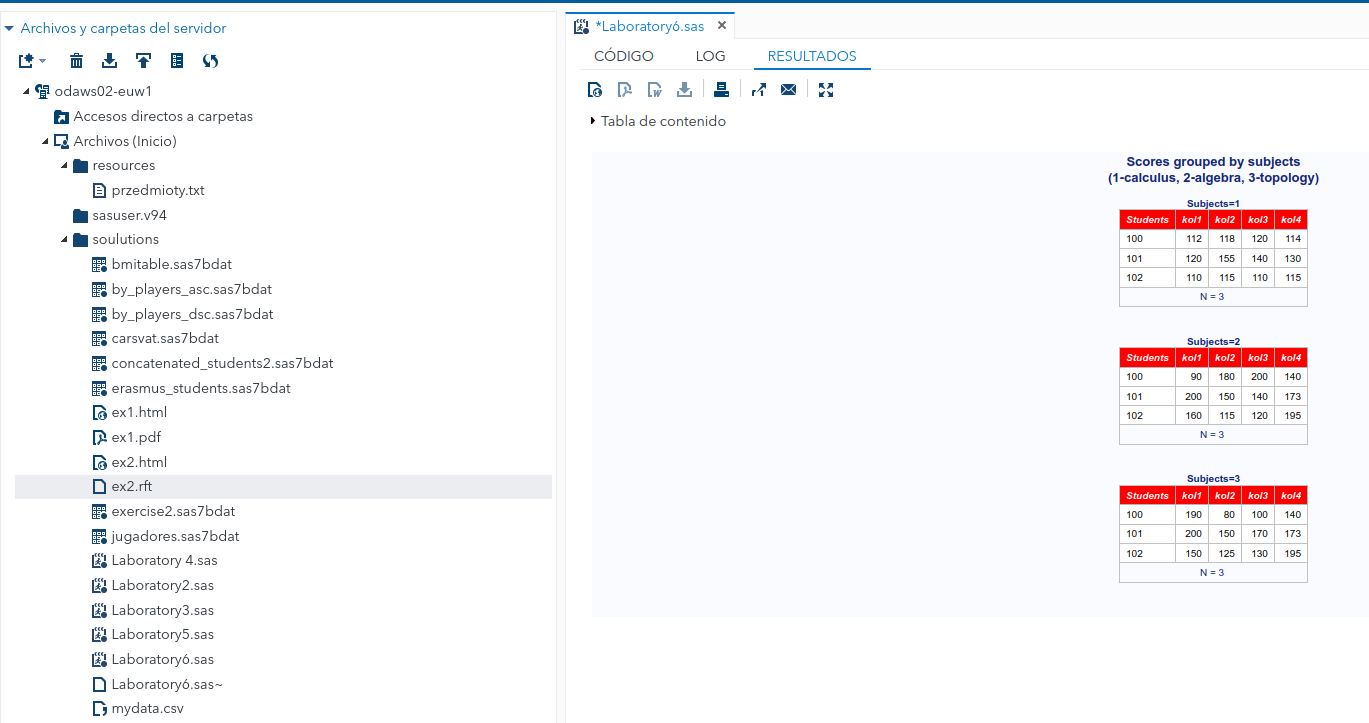 Archivos y carpetas del servidor
odaws02-euw1
Accesos directos a carpetas
Archivos (Inicio)
resources
przedmioty.txt
sasuser.v94
soulutions
bmitable.sas7bdat
by_players_asc.sas7bdat
by_players_dsc.sas7bdat
carsvat.sas7bdat
concatenated_students2.sas7bdat
erasmus_students.sas7bdat
ex1.html
ex1.pdf
ex2.html
ex2.rft
exercise2.sas7bdat
jugadores.sas7bdat
Laboratory 4.sas
Laboratory2.sas
Laboratory3.sas
Laboratory5.sas
Laboratory6.sas
Laboratory6.sas~
mydata.csv
*Laboratory6.sas ×
CÓDIGO LOG RESULTADOS
Tabla de contenido
Scores grouped by subjects
(1-calculus, 2-algebra, 3-topology)
Subjects=1
Students kol1 kol2 kol3 kol4
100 112 118 120 114
101 120 155 140 130
102 110 115 110 115
N = 3
Subjects=2
Students kol1 kol2 kol3 kol4
100 90 180 200 140
101 200 150 140 173
102 160 115 120 195
N = 3
Subjects=3
Students kol1 kol2 kol3 kol4
100 190 80 100 140
101 200 150 170 173
102 150 125 130 195
N = 3